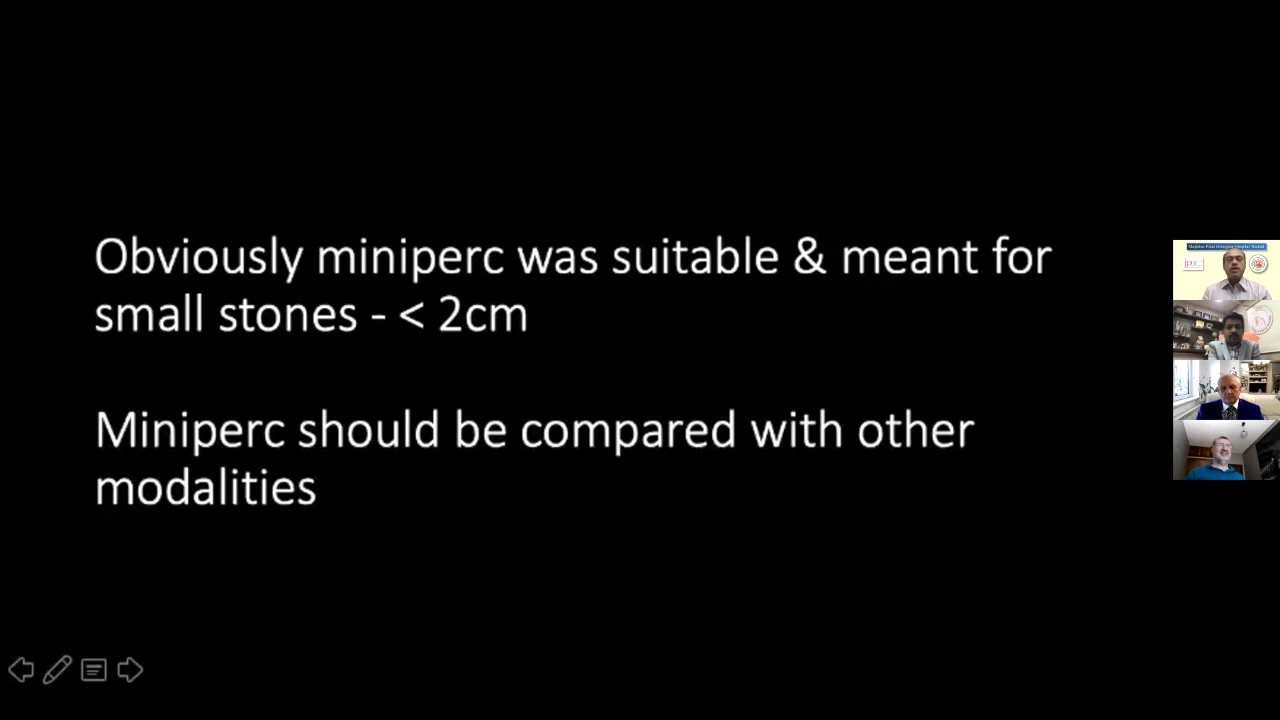 Obviously miniperc was suitable & meant for
small stones - < 2cm
Miniperc should be compared with other
modalities